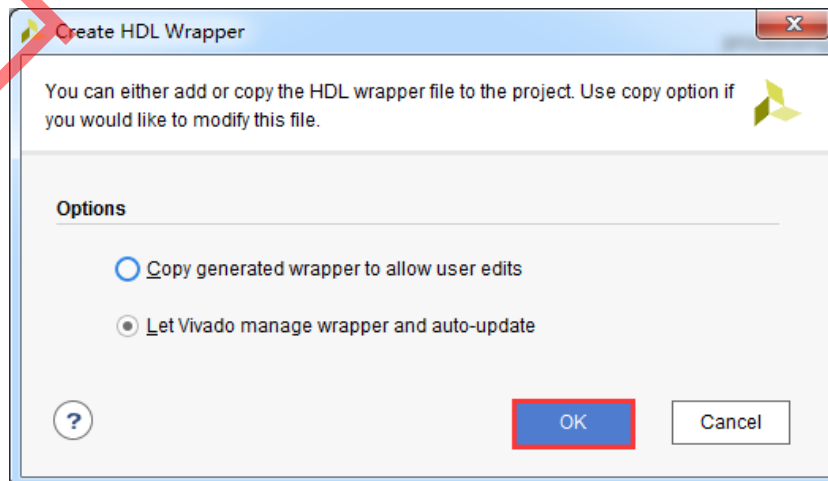 Create HDL Wrapper
You can either add or copy the HDL wrapper file to the project. Use copy option if
you would like to modify this file.
Options
Copy generated wrapper to allow user edits
Let Vivado manage wrapper and auto-update
?
OK
Cancel